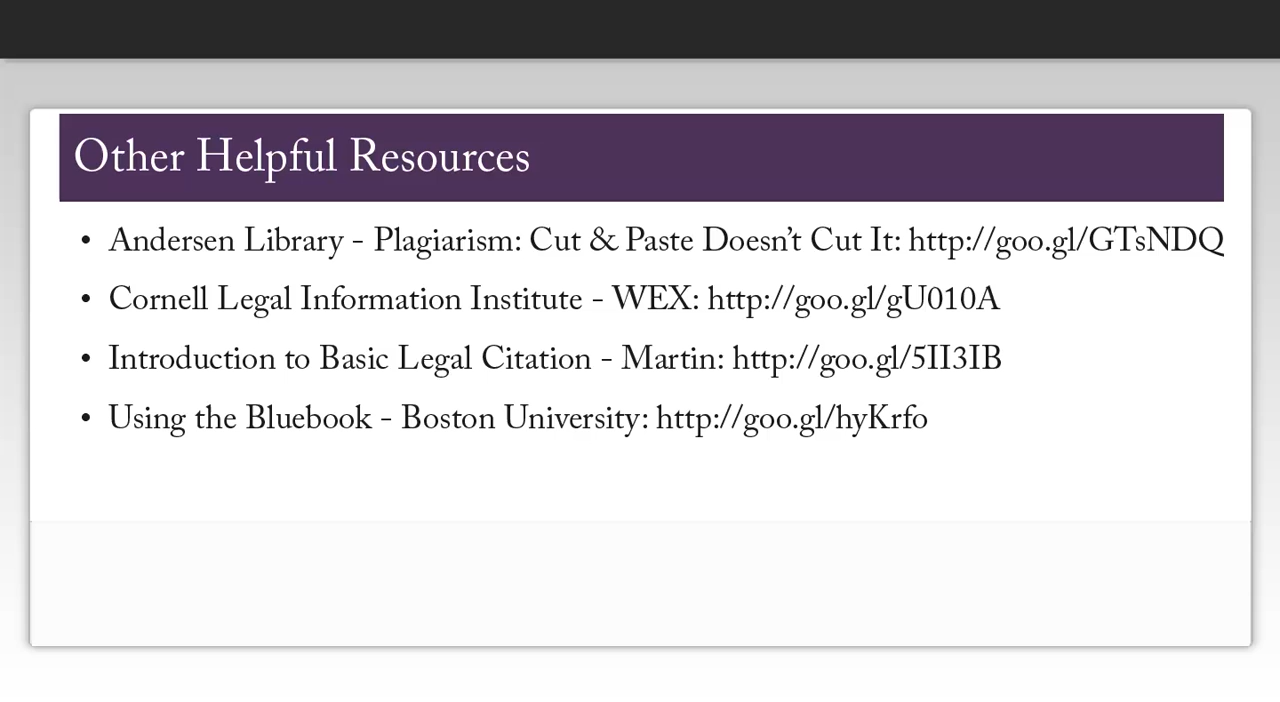 Other Helpful Resources
• Andersen Library - Plagiarism: Cut & Paste Doesn’t Cut It: http://goo.gl/GTsNDQ
• Cornell Legal Information Institute - WEX: http://goo.gl/gU010A
• Introduction to Basic Legal Citation - Martin: http://goo.gl/5II3IB
• Using the Bluebook - Boston University: http://goo.gl/hyKrfo